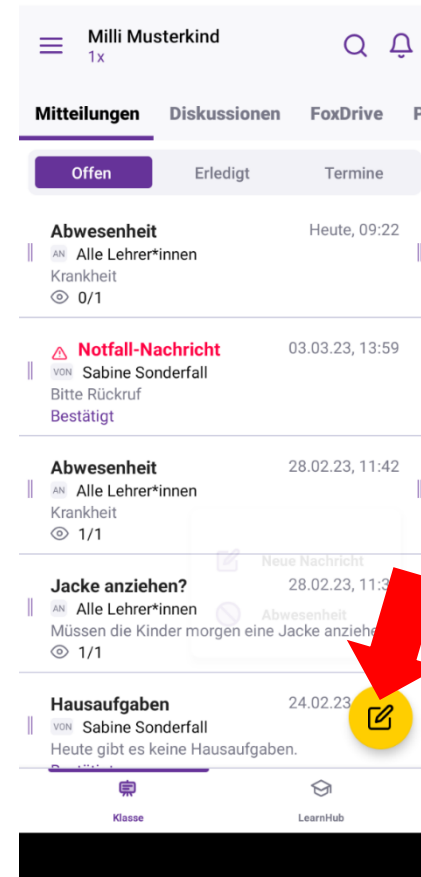 Milli Musterkind
1x
Mitteilungen Diskussionen FoxDrive
Offen Erledigt Termine
Abwesenheit Heute, 09:22
AN Alle Lehrer*innen
Krankheit
0/1
Notfall-Nachricht 03.03.23, 13:59
VON Sabine Sonderfall
Bitte Rückruf
Bestätigt
Abwesenheit 28.02.23, 11:42
AN Alle Lehrer*innen
Krankheit
1/1
Neue Nachricht
Jacke anziehen? 28.02.23, 11:3
AN Alle Lehrer*innen
Abwesenheit
Müssen die Kinder morgen eine Jacke anziehe
1/1
Hausaufgaben 24.02.23
VON Sabine Sonderfall
Heute gibt es keine Hausaufgaben.
Klasse LearnHub